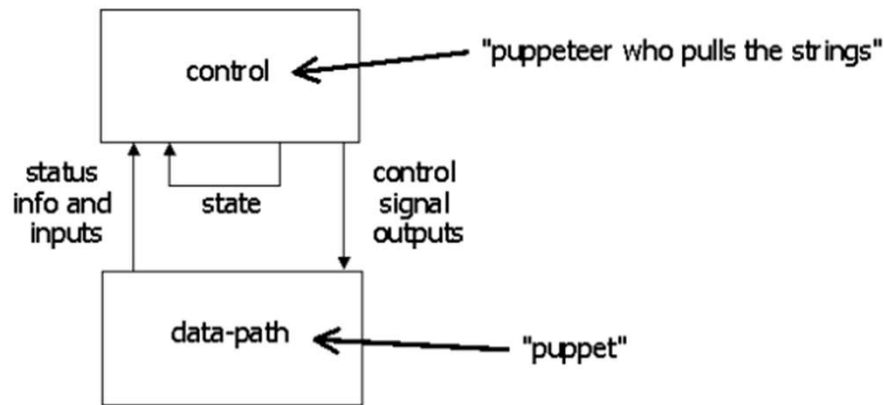 control
"puppeteer who pulls the strings"
status
info and
inputs
state
control
signal
outputs
data-path
"puppet"